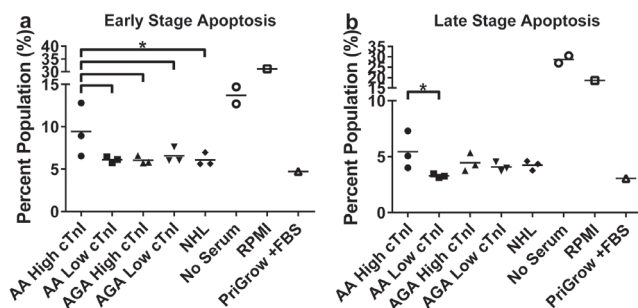 a
Early Stage Apoptosis
Percent Population (%)
40
35
30
25
15
10
5
0
*
AA High cTnI
AA Low cTnI
AGA High cTnI
AGA Low cTnI
NHL
No Serum
RPMI
PriGrow +FBS
b
Late Stage Apoptosis
Percent Population (%)
35
30
25
20
15
10
5
0
*
AA High cTnI
AA Low cTnI
AGA High cTnI
AGA Low cTnI
NHL
No Serum
RPMI
PriGrow +FBS